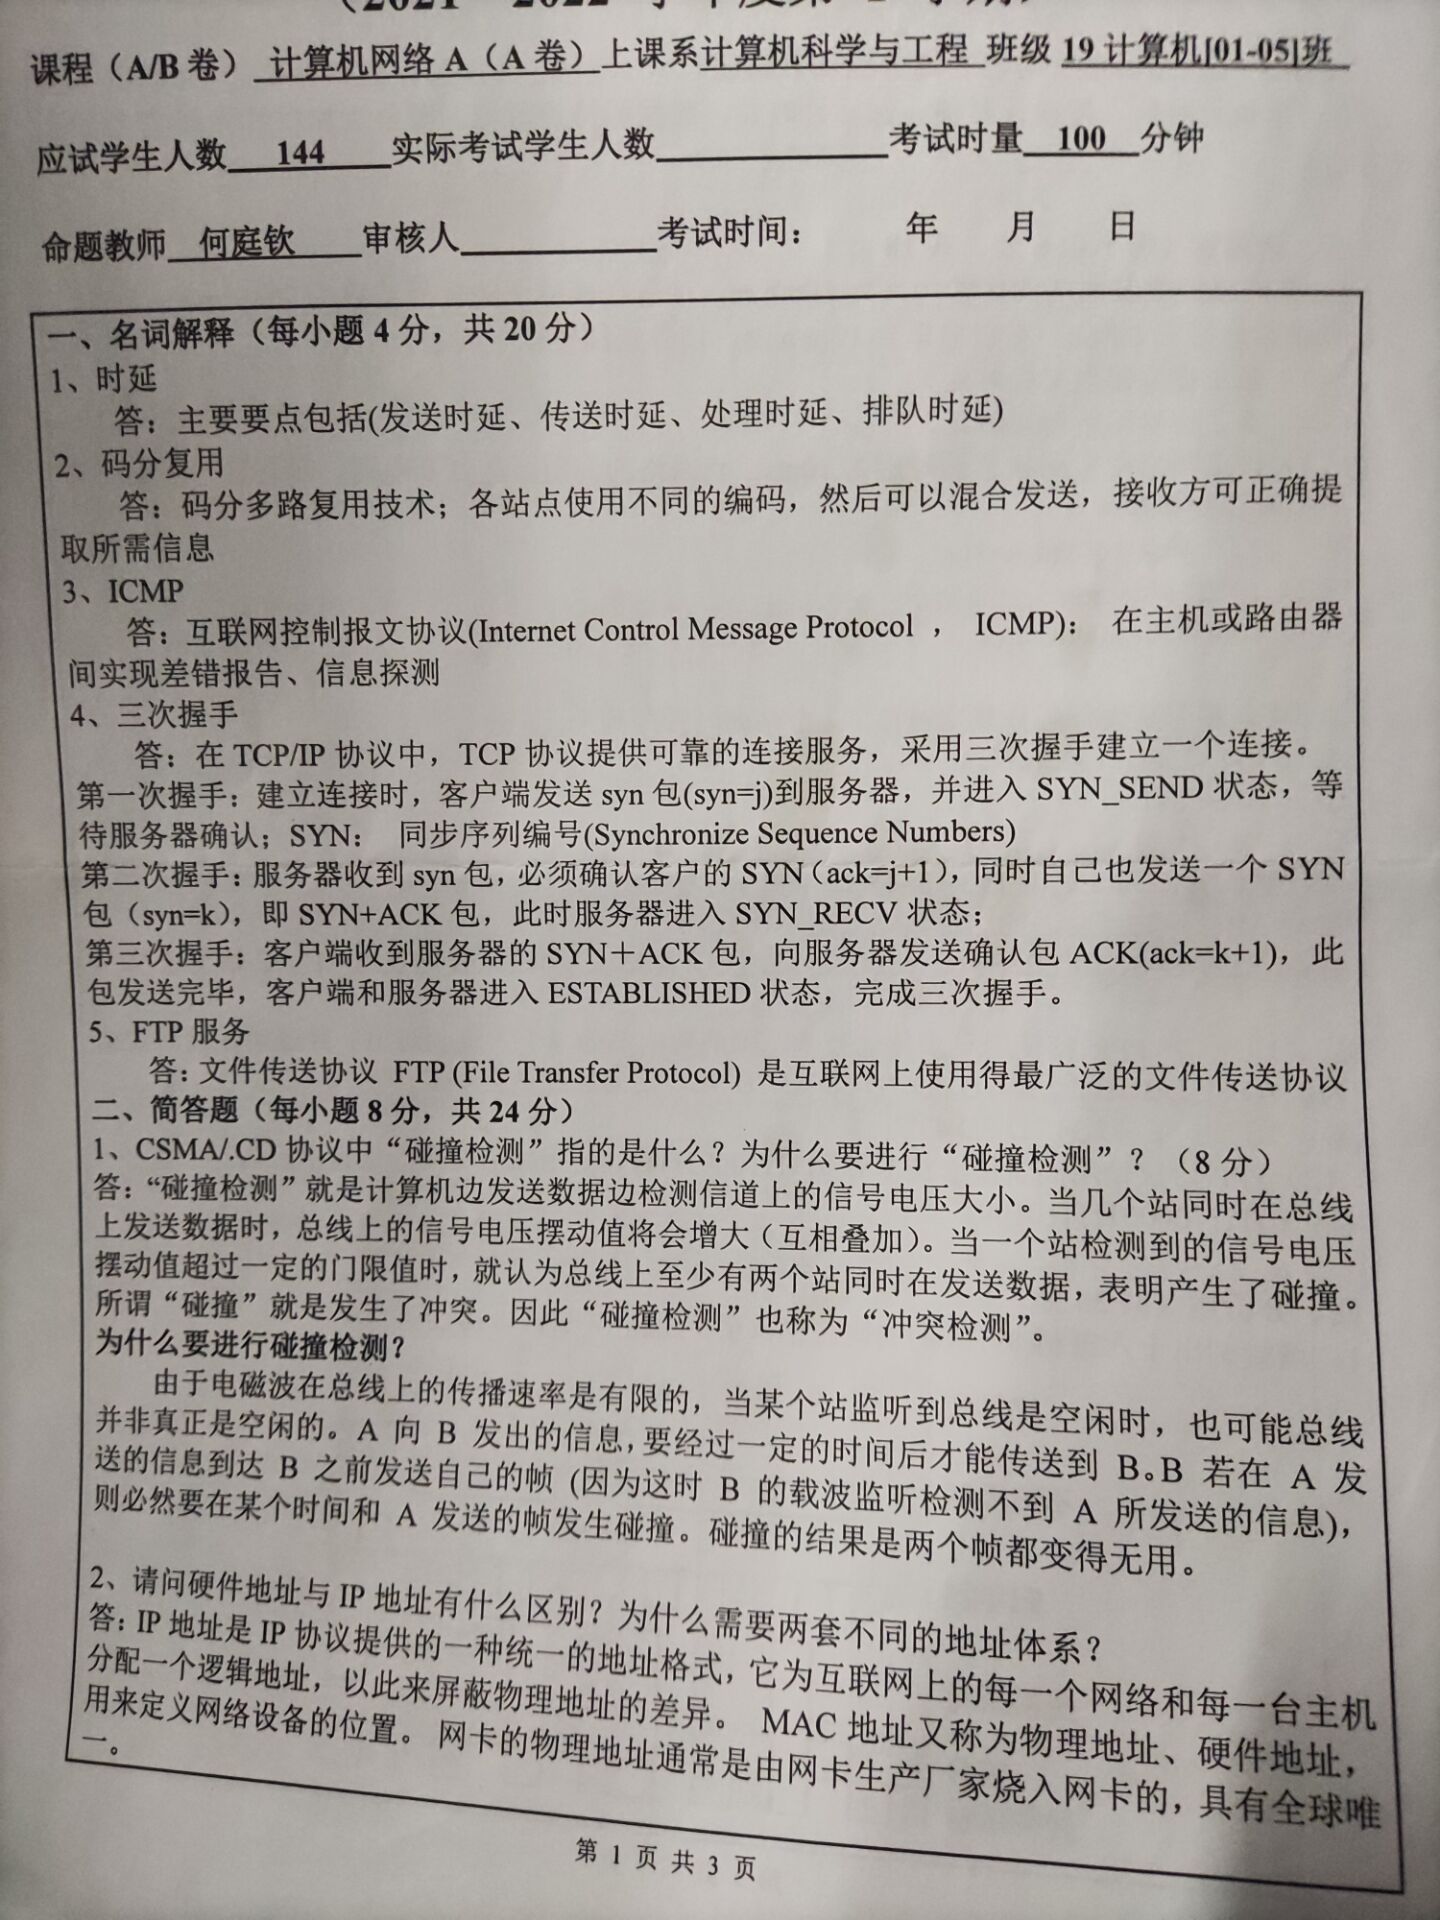 课程（A/B 卷） 计算机网络 A（A 卷）上课系计算机科学与工程 班级 19 计算机[01-05]班
应试学生人数 144 实际考试学生人数 考试时量 100 分钟
命题教师 何庭钦 审核人 考试时间： 年 月 日
一、名词解释（每小题 4 分，共 20 分）
1、时延
答：主要要点包括(发送时延、传送时延、处理时延、排队时延)
2、码分复用
答：码分多路复用技术；各站点使用不同的编码，然后可以混合发送，接收方可正确提
取所需信息
3、ICMP
答：互联网控制报文协议(Internet Control Message Protocol ， ICMP)： 在主机或路由器
间实现差错报告、信息探测
4、三次握手
答：在 TCP/IP 协议中，TCP 协议提供可靠的连接服务，采用三次握手建立一个连接。
第一次握手：建立连接时，客户端发送 syn 包(syn=j)到服务器，并进入 SYN_SEND 状态，等
待服务器确认；SYN： 同步序列编号(Synchronize Sequence Numbers)
第二次握手：服务器收到 syn 包，必须确认客户的 SYN（ack=j+1），同时自己也发送一个 SYN
包（syn=k），即 SYN+ACK 包，此时服务器进入 SYN_RECV 状态；
第三次握手：客户端收到服务器的 SYN＋ACK 包，向服务器发送确认包 ACK(ack=k+1)，此
包发送完毕，客户端和服务器进入 ESTABLISHED 状态，完成三次握手。
5、FTP 服务
答：文件传送协议 FTP (File Transfer Protocol) 是互联网上使用得最广泛的文件传送协议
二、简答题（每小题 8 分，共 24 分）
1、CSMA/.CD 协议中“碰撞检测”指的是什么？为什么要进行“碰撞检测”？（8 分）
答：“碰撞检测”就是计算机边发送数据边检测信道上的信号电压大小。当几个站同时在总线
上发送数据时，总线上的信号电压摆动值将会增大（互相叠加）。当一个站检测到的信号电压
摆动值超过一定的门限值时，就认为总线上至少有两个站同时在发送数据，表明产生了碰撞。
所谓“碰撞”就是发生了冲突。因此“碰撞检测”也称为“冲突检测”。
为什么要进行碰撞检测？
由于电磁波在总线上的传播速率是有限的，当某个站监听到总线是空闲时，也可能总线
并非真正是空闲的。A 向 B 发出的信息，要经过一定的时间后才能传送到 B。B 若在 A 发
送的信息到达 B 之前发送自己的帧 (因为这时 B 的载波监听检测不到 A 所发送的信息)，
则必然要在某个时间和 A 发送的帧发生碰撞。碰撞的结果是两个帧都变得无用。
2、请问硬件地址与 IP 地址有什么区别？为什么需要两套不同的地址体系？
答：IP 地址是 IP 协议提供的一种统一的地址格式，它为互联网上的每一个网络和每一台主机
分配一个逻辑地址，以此来屏蔽物理地址的差异。 MAC 地址又称为物理地址、硬件地址，
用来定义网络设备的位置。 网卡的物理地址通常是由网卡生产厂家烧入网卡的，具有全球唯
一。
第 1 页 共 3 页